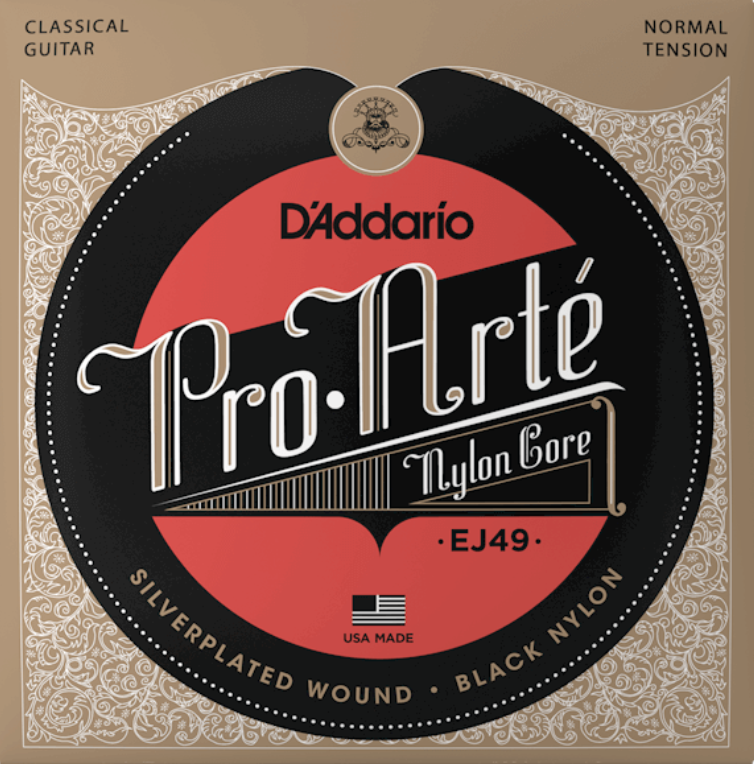 CLASSICAL
GUITAR
NORMAL
TENSION
D'Addario
Pro·Arté
Nylon Core
·EJ49·
USA MADE
SILVERPLATED WOUND • BLACK NYLON